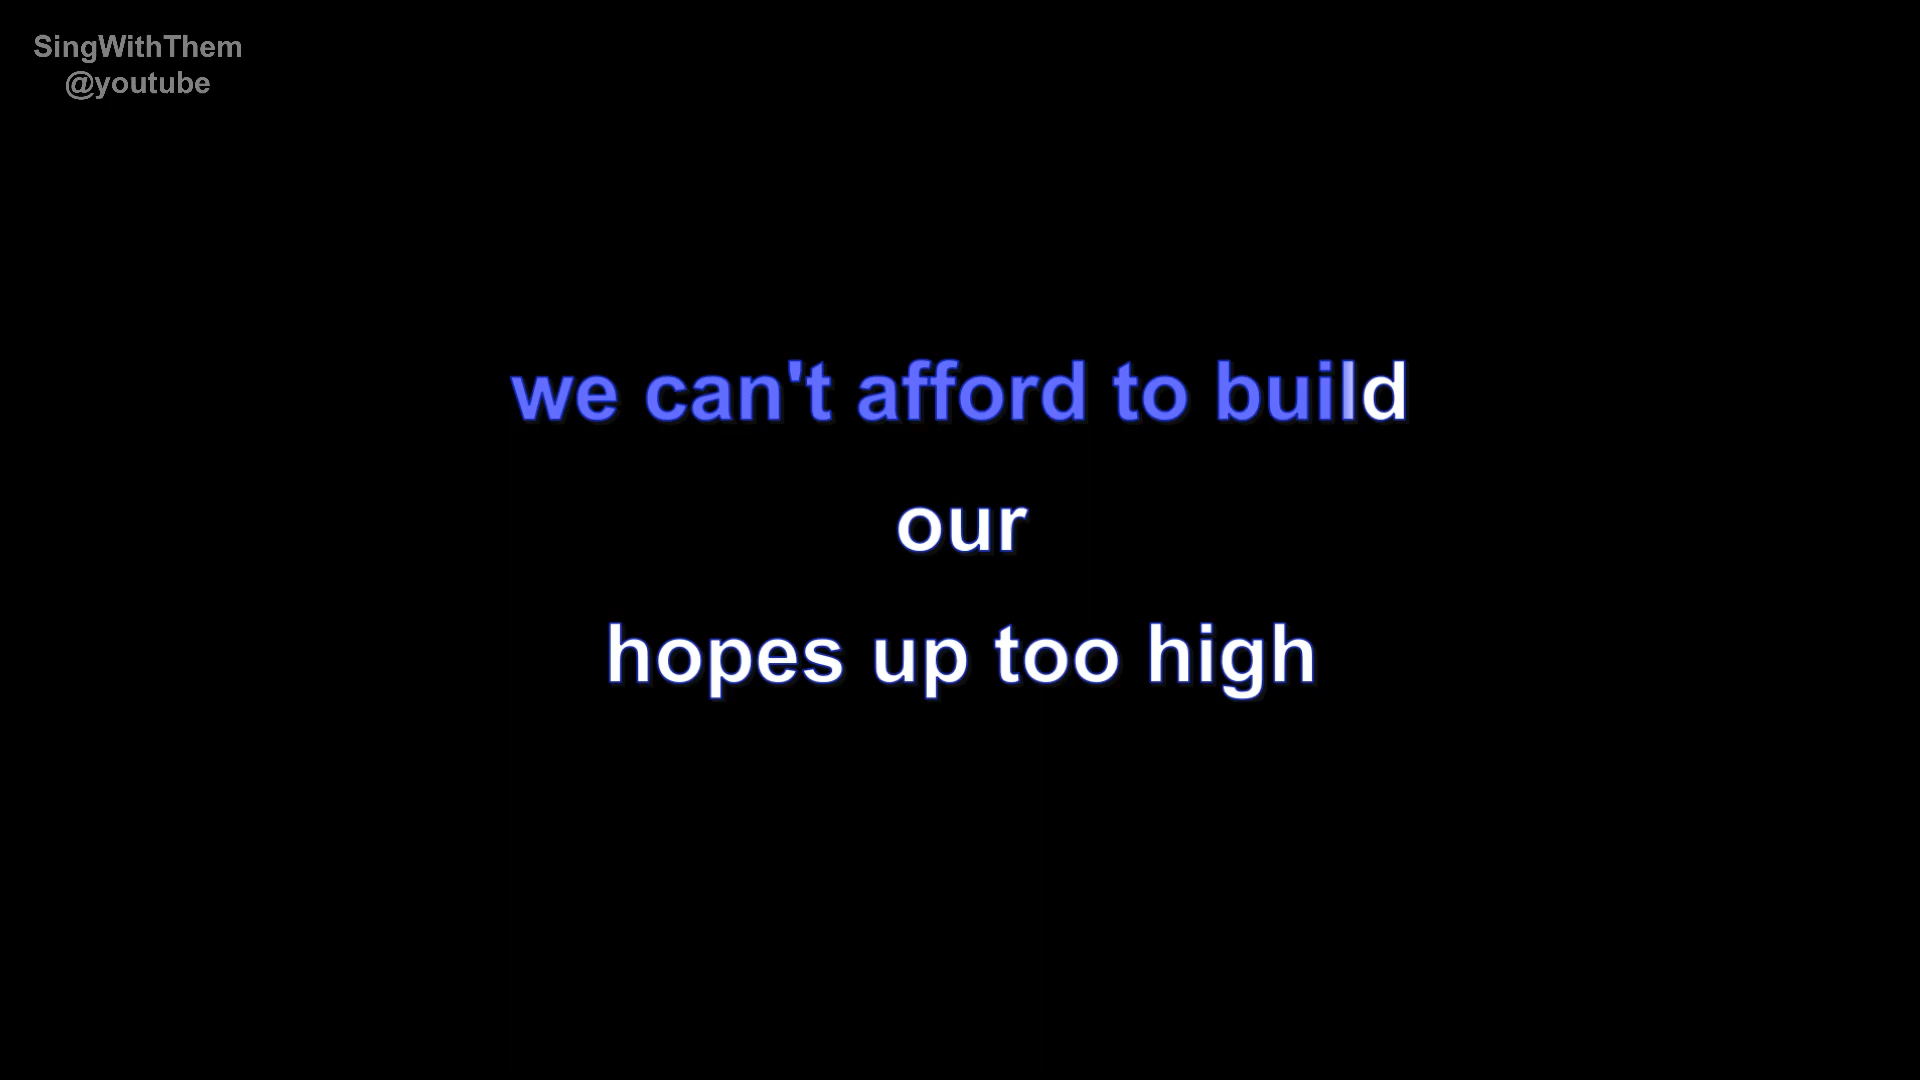 SingWithThem
@youtube
we can't afford to build
our
hopes up too high